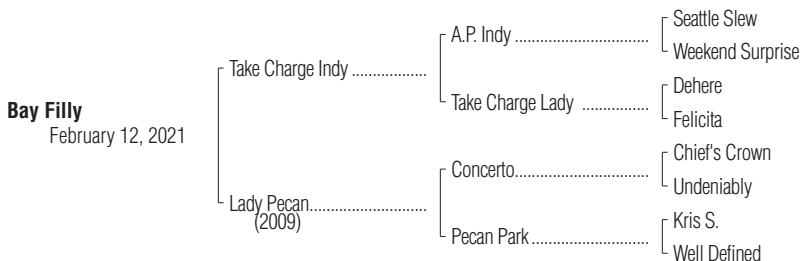 Bay Filly
February 12, 2021
Take Charge Indy
Lady Pecan
(2009)
A.P. Indy
Take Charge Lady
Concerto
Pecan Park
Seattle Slew
Weekend Surprise
Dehere
Felicita
Chief's Crown
Undeniably
Kris S.
Well Defined